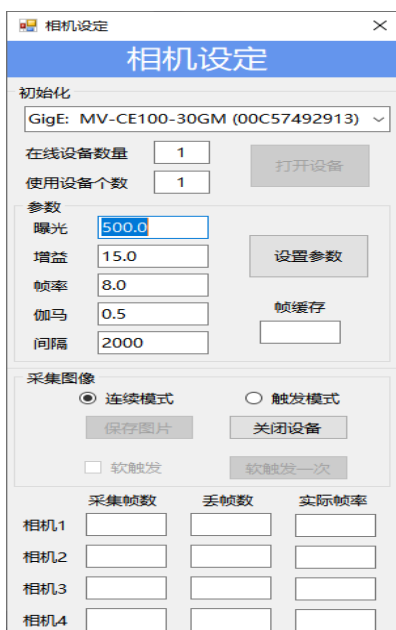 相机设定
相机设定
初始化
GigE: MV-CE100-30GM (00C57492913)
在线设备数量 1
打开设备
使用设备个数 1
参数
曝光 500.0
增益 15.0
设置参数
帧率 8.0
帧缓存
伽马 0.5
间隔 2000
采集图像
连续模式 触发模式
保存图片 关闭设备
软触发 软触发一次
采集帧数 丢帧数 实际帧率
相机1
相机2
相机3
相机4